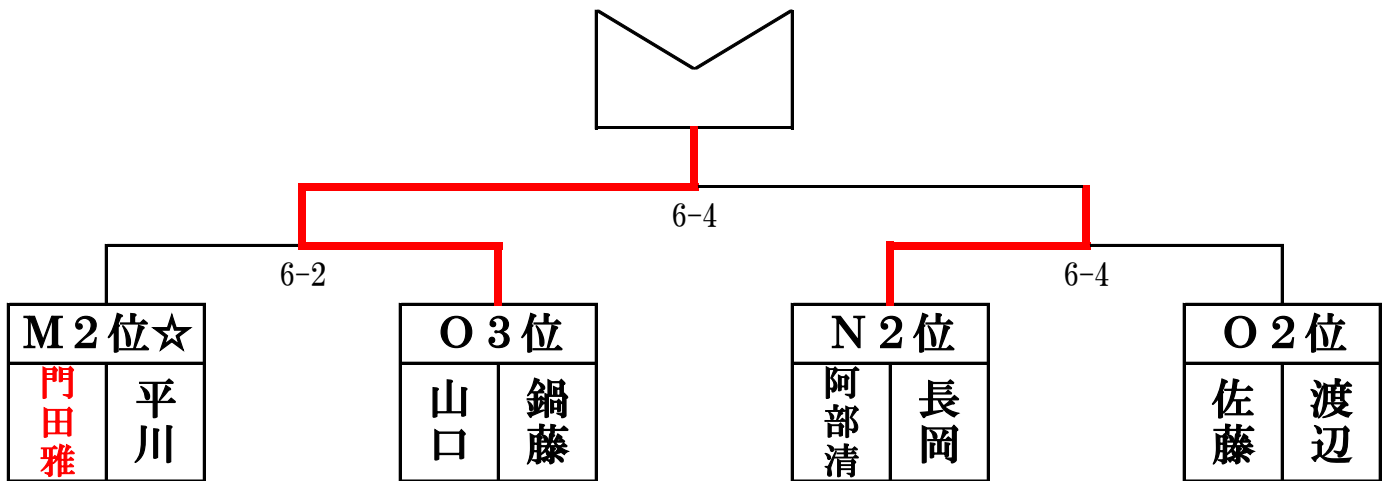 6-4
6-2
6-4
M2位☆
O3位
N2位
O2位
門田雅
平川
山口
鍋藤
阿部清
長岡
佐藤
渡辺